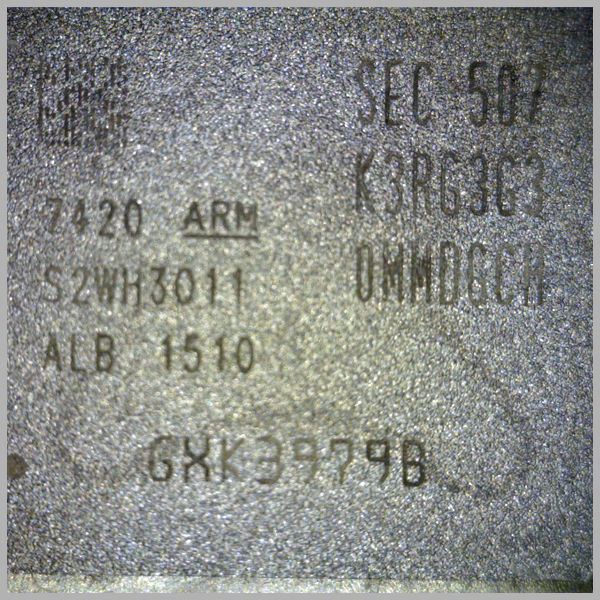 SEC 507
K3RG3G3
0MMDGCH
7420 ARM
S2WH3011
ALB 1510
GXK3979B